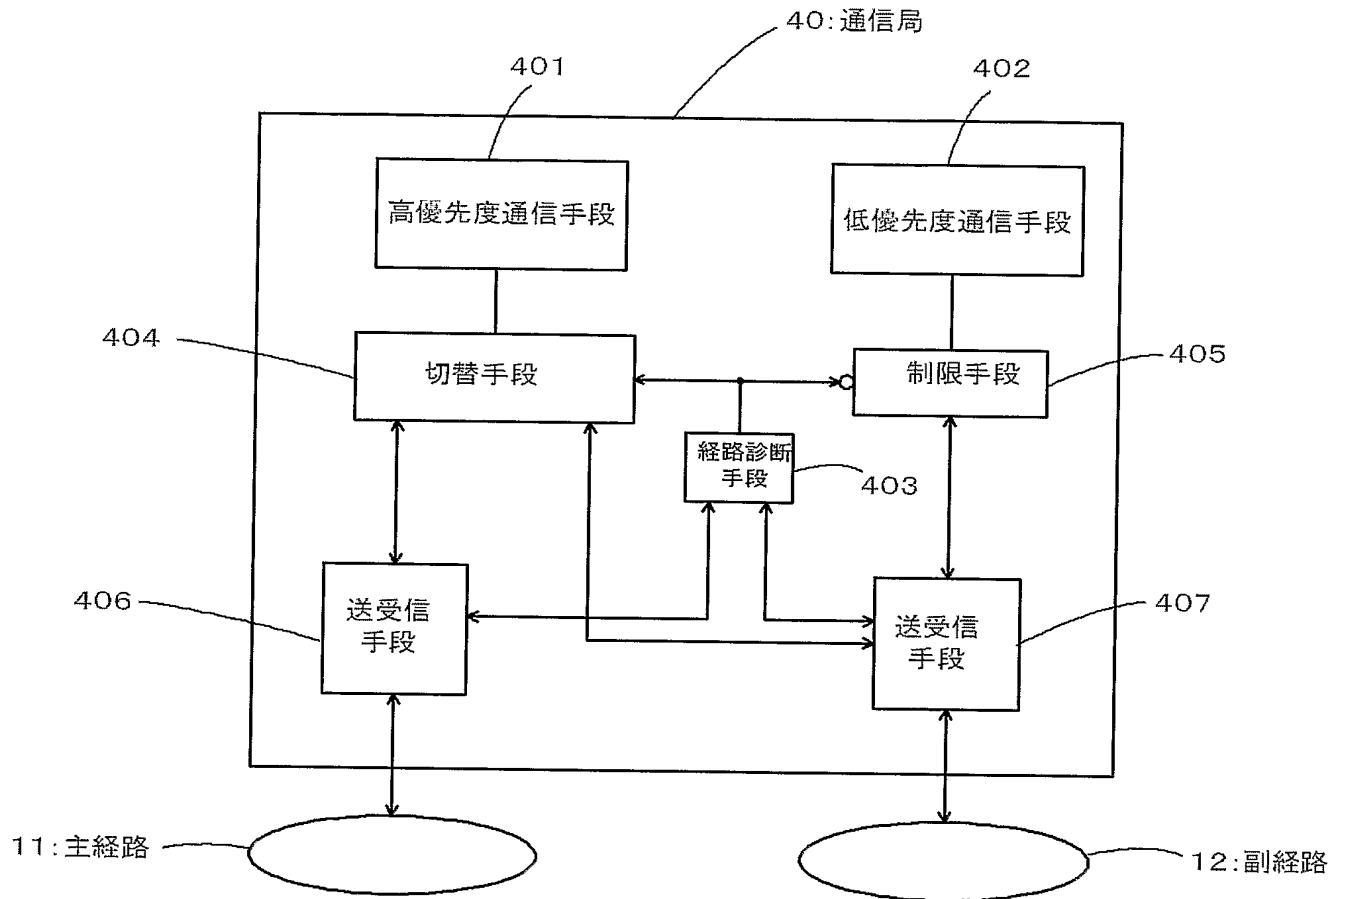 40:通信局
401
402
高優先度通信手段
低優先度通信手段
404
切替手段
制限手段
405
経路診断
手段
403
406
送受信
手段
送受信
手段
407
11:主経路
12:副経路